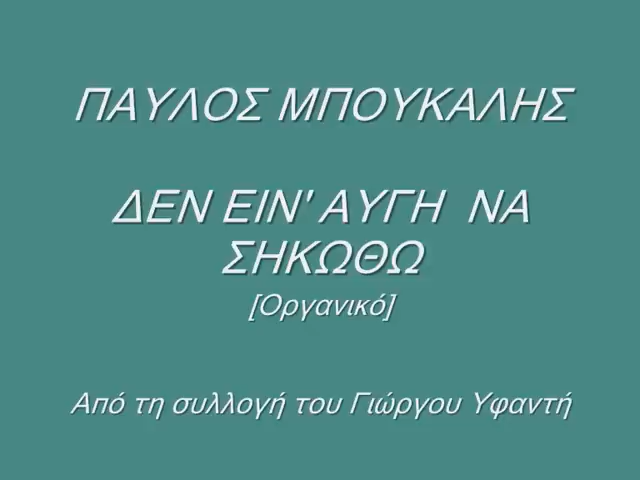 ΠΑΥΛΟΣ ΜΠΟΥΚΑΛΗΣ
ΔΕΝ ΕΙΝ' ΑΥΓΗ ΝΑ
ΣΗΚΩΘΩ
[Οργανικό]
Από τη συλλογή του Γιώργου Υφαντή